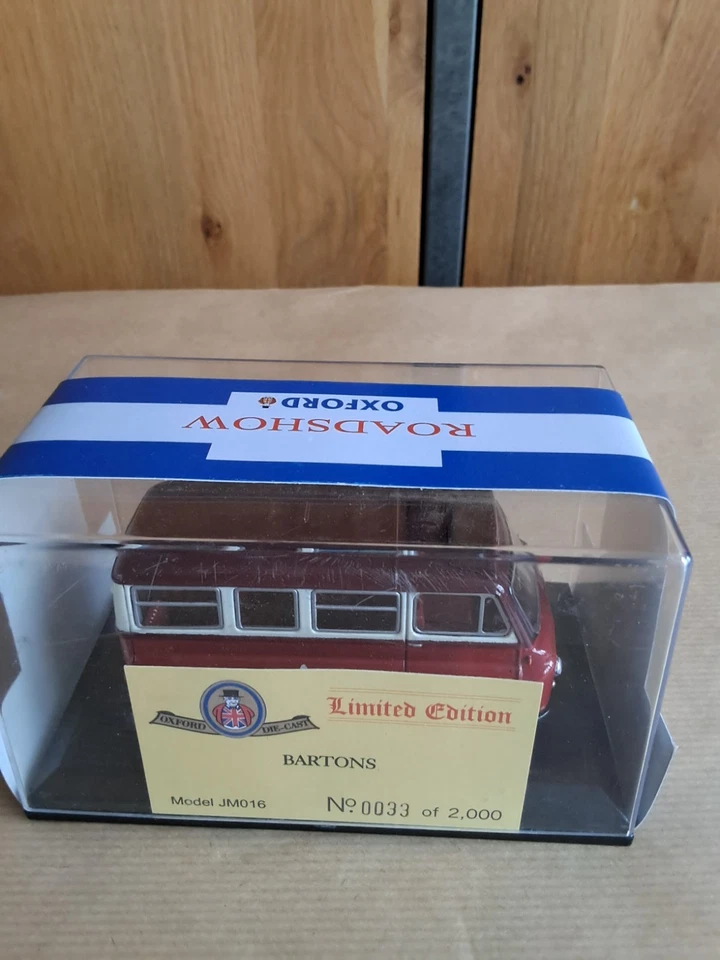 OXFORD
ROADSHOW
OXFORD DIE-CAST
Limited Edition
BARTONS
Model JM016
No. 0033 of 2,000